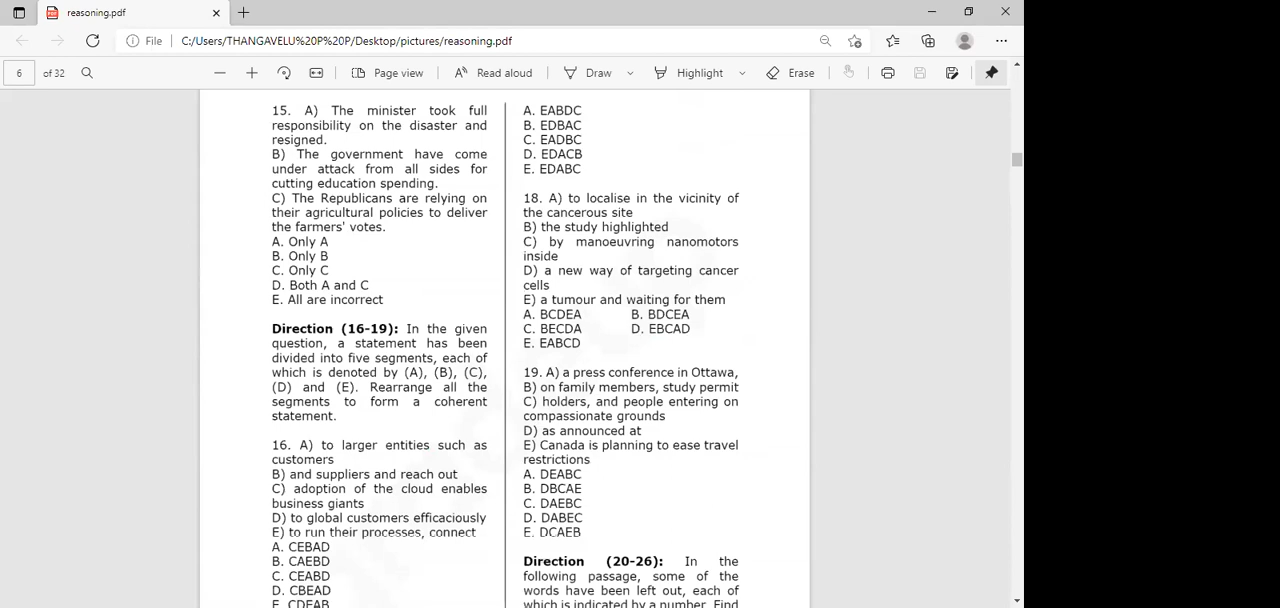 reasoning.pdf
File
C:/Users/THANGAVELU%20P%20P/Desktop/pictures/reasoning.pdf
6 of 32
Page view
Read aloud
Draw
Highlight
Erase
15. A) The minister took full
responsibility on the disaster and
resigned.
B) The government have come
under attack from all sides for
cutting education spending.
C) The Republicans are relying on
their agricultural policies to deliver
the farmers' votes.
A. Only A
B. Only B
C. Only C
D. Both A and C
E. All are incorrect
Direction (16-19): In the given
question, a statement has been
divided into five segments, each of
which is denoted by (A), (B), (C),
(D) and (E). Rearrange all the
segments to form a coherent
statement.
16. A) to larger entities such as
customers
B) and suppliers and reach out
C) adoption of the cloud enables
business giants
D) to global customers efficaciously
E) to run their processes, connect
A. CEBAD
B. CAEBD
C. CEABD
D. CBEAD
E. CDEAB
A. EABDC
B. EDBAC
C. EADBC
D. EDACB
E. EDABC
18. A) to localise in the vicinity of
the cancerous site
B) the study highlighted
C) by manoeuvring nanomotors
inside
D) a new way of targeting cancer
cells
E) a tumour and waiting for them
A. BCDEA B. BDCEA
C. BECDA D. EBCAD
E. EABCD
19. A) a press conference in Ottawa,
B) on family members, study permit
C) holders, and people entering on
compassionate grounds
D) as announced at
E) Canada is planning to ease travel
restrictions
A. DEABC
B. DBCAE
C. DAEBC
D. DABEC
E. DCAEB
Direction (20-26): In the
following passage, some of the
words have been left out, each of
which is indicated by a number. Find